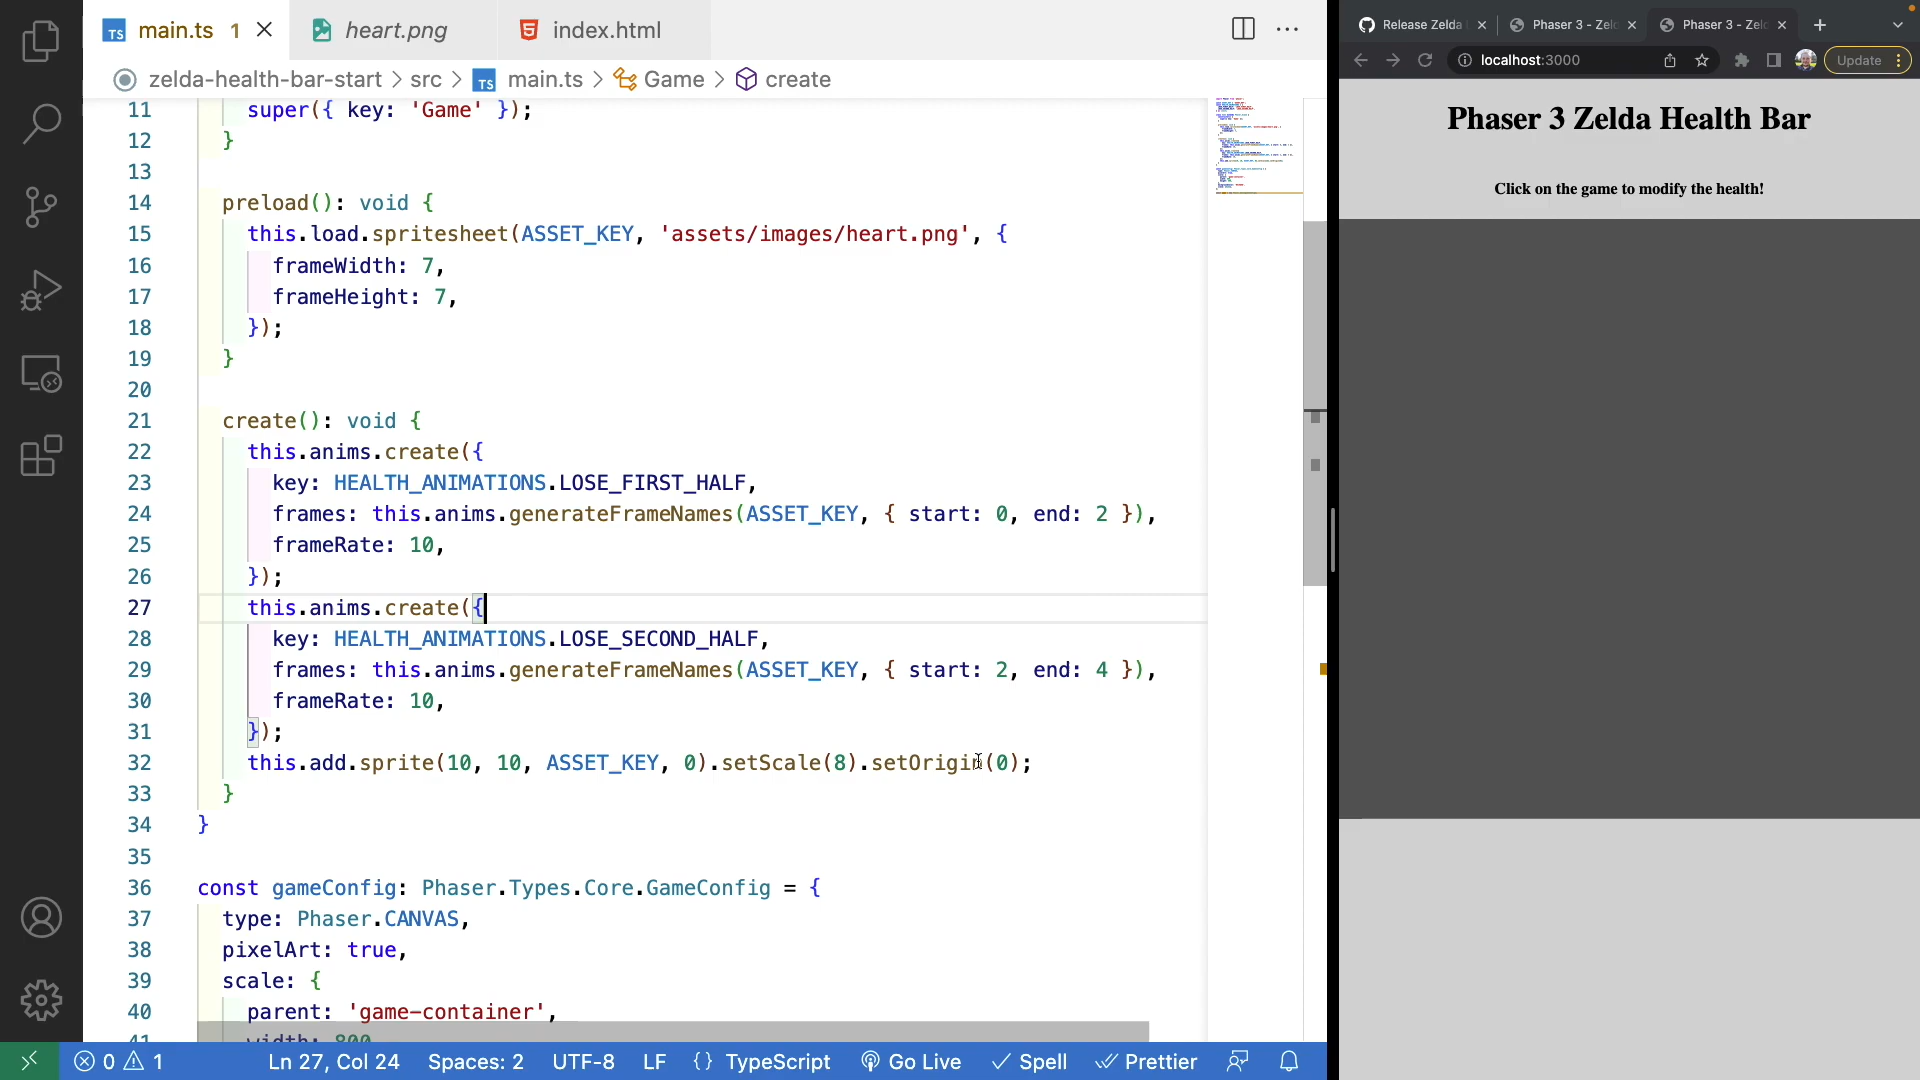 main.ts 1
heart.png
index.html
zelda-health-bar-start > src > main.ts > Game > create
11 super({ key: 'Game' });
12 }
13
14 preload(): void {
15 this.load.spritesheet(ASSET_KEY, 'assets/images/heart.png', {
16 frameWidth: 7,
17 frameHeight: 7,
18 });
19 }
20
21 create(): void {
22 this.anims.create({
23 key: HEALTH_ANIMATIONS.LOSE_FIRST_HALF,
24 frames: this.anims.generateFrameNames(ASSET_KEY, { start: 0, end: 2 }),
25 frameRate: 10,
26 });
27 this.anims.create({
28 key: HEALTH_ANIMATIONS.LOSE_SECOND_HALF,
29 frames: this.anims.generateFrameNames(ASSET_KEY, { start: 2, end: 4 }),
30 frameRate: 10,
31 });
32 this.add.sprite(10, 10, ASSET_KEY, 0).setScale(8).setOrigin(0);
33 }
34 }
35
36 const gameConfig: Phaser.Types.Core.GameConfig = {
37 type: Phaser.CANVAS,
38 pixelArt: true,
39 scale: {
40 parent: 'game-container',
41 width: 800
0 1 Ln 27, Col 24 Spaces: 2 UTF-8 LF {} TypeScript Go Live Spell Prettier
Release Zelda
Phaser 3 - Zeld
Phaser 3 - Zeld
localhost:3000
Update
Phaser 3 Zelda Health Bar
Click on the game to modify the health!